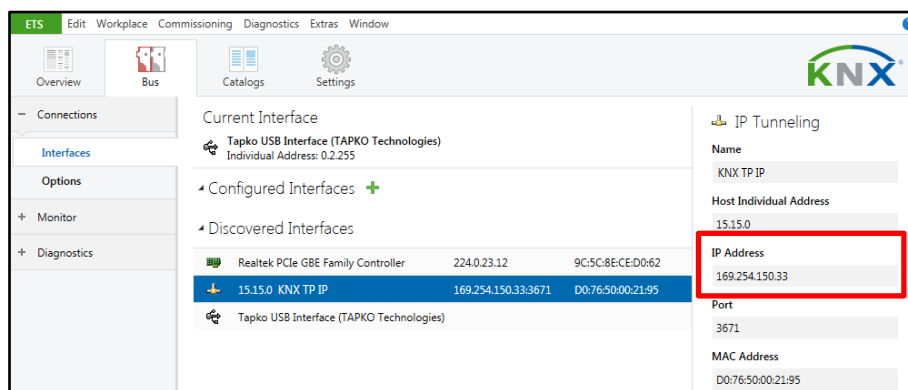 ETS Edit Workplace Commissioning Diagnostics Extras Window
Overview Bus Catalogs Settings
KNX
Connections
Interfaces
Options
Monitor
Diagnostics
Current Interface
Tapko USB Interface (TAPKO Technologies)
Individual Address: 0.2.255
Configured Interfaces
Discovered Interfaces
Realtek PCIe GBE Family Controller 224.0.23.12 9C:5C:8E:CE:D0:62
15.15.0 KNX TP IP 169.254.150.33:3671 D0:76:50:00:21:95
Tapko USB Interface (TAPKO Technologies)
IP Tunneling
Name
KNX TP IP
Host Individual Address
15.15.0
IP Address
169.254.150.33
Port
3671
MAC Address
D0:76:50:00:21:95